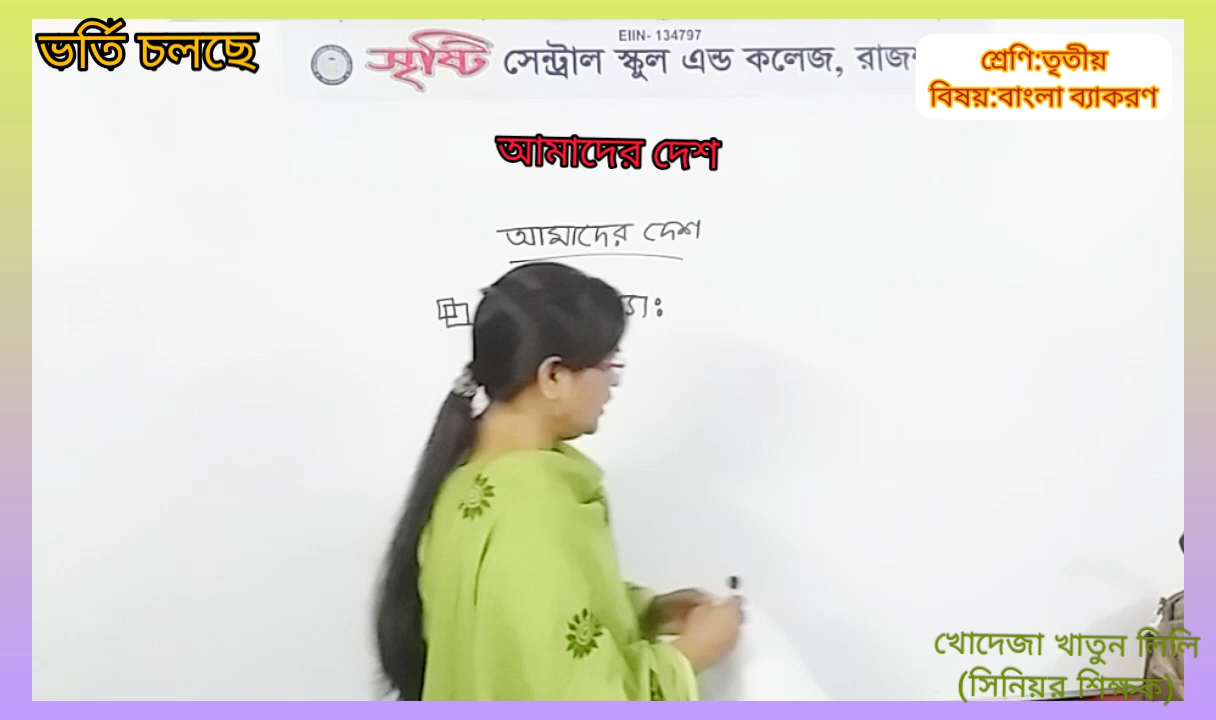 ভর্তি চলছে
EIIN- 134797
সৃষ্টি সেন্ট্রাল স্কুল এন্ড কলেজ,
শ্রেণি:তৃতীয়
বিষয়:বাংলা ব্যাকরণ
আমাদের দেশ
আমাদের দেশ
খোদেজা খাতুন লিলি
(সিনিয়র শিক্ষক)